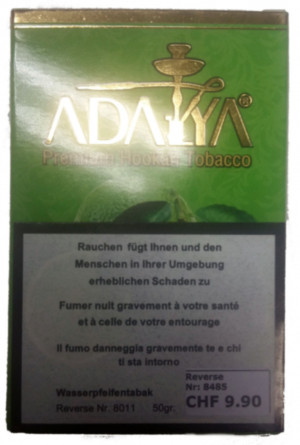 ADALYA®
Premium Hookah Tobacco
Rauchen fügt Ihnen und den
Menschen in Ihrer Umgebung
erheblichen Schaden zu
Fumer nuit gravement à votre santé
et à celle de votre entourage
Il fumo danneggia gravemente te e chi
ti sta intorno
Wasserpfeifentabak
Reverse Nr. 6011 50gr.
Reverse
Nr: 8485
CHF 9.90